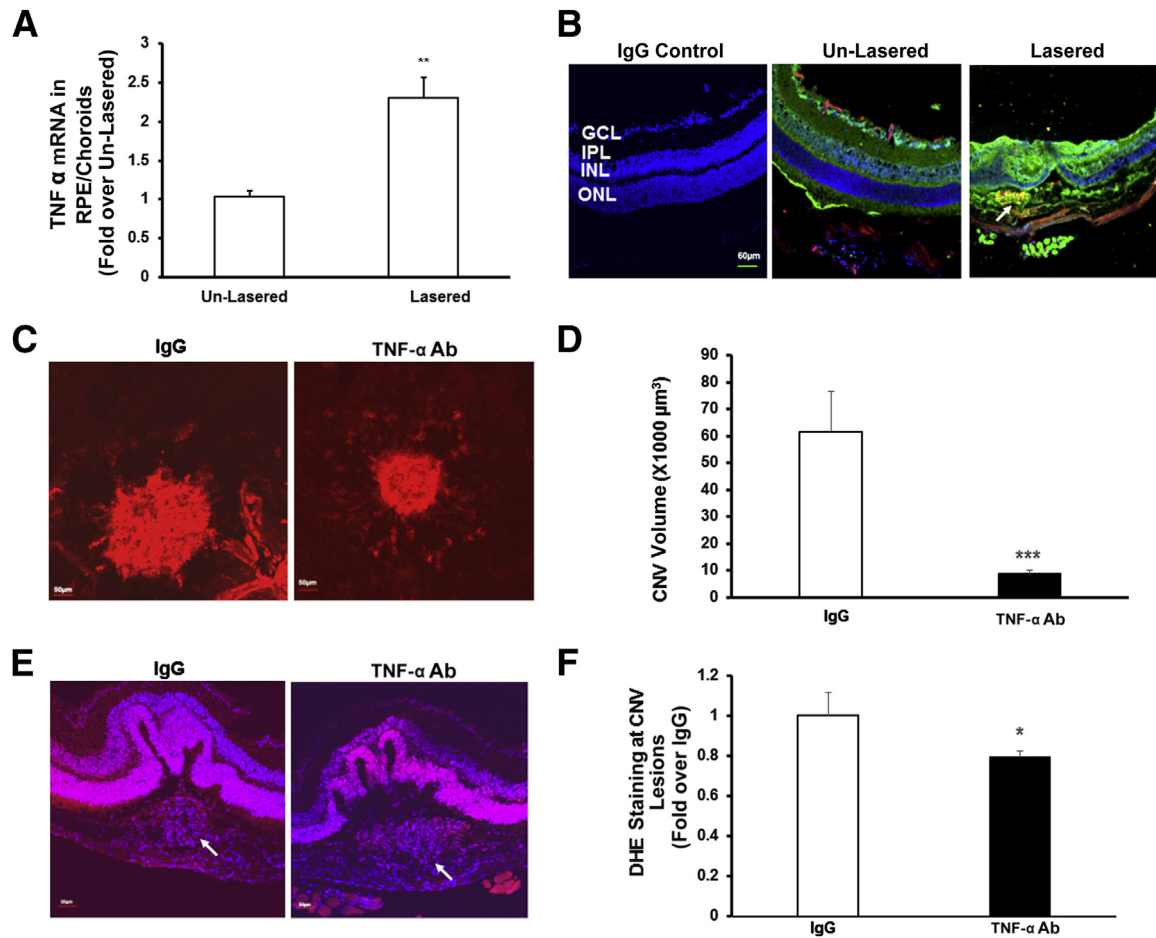 A
TNF α mRNA in
RPE/Choroids
(Fold over Un-Lasered)
3
2.5
2
1.5
1
0.5
0
**
Un-Lasered
Lasered
B
IgG Control
Un-Lasered
Lasered
GCL
IPL
INL
ONL
60µm
C
IgG
TNF-α Ab
50µm
50µm
D
CNV Volume (X1000 µm³)
90
80
70
60
50
40
30
20
10
0
***
IgG
TNF-α Ab
E
IgG
TNF-α Ab
50µm
50µm
F
DHE Staining at CNV
Lesions
(Fold over IgG)
1.2
1
0.8
0.6
0.4
0.2
0
*
IgG
TNF-α Ab